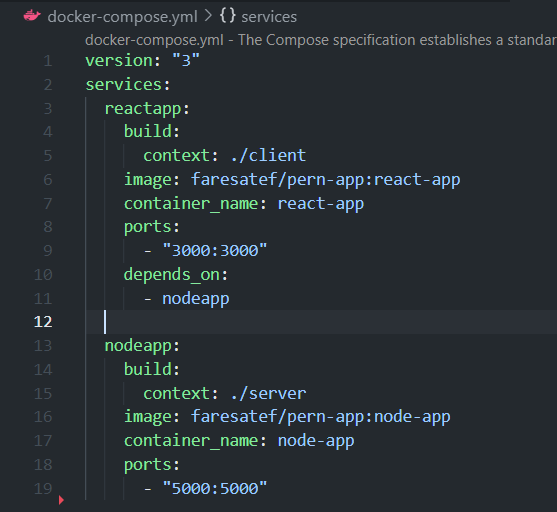 docker-compose.yml > {} services
docker-compose.yml - The Compose specification establishes a standar
1 version: "3"
2 services:
3   reactapp:
4     build:
5       context: ./client
6     image: faresatef/pern-app:react-app
7     container_name: react-app
8     ports:
9       - "3000:3000"
10     depends_on:
11       - nodeapp
12
13   nodeapp:
14     build:
15       context: ./server
16     image: faresatef/pern-app:node-app
17     container_name: node-app
18     ports:
19       - "5000:5000"